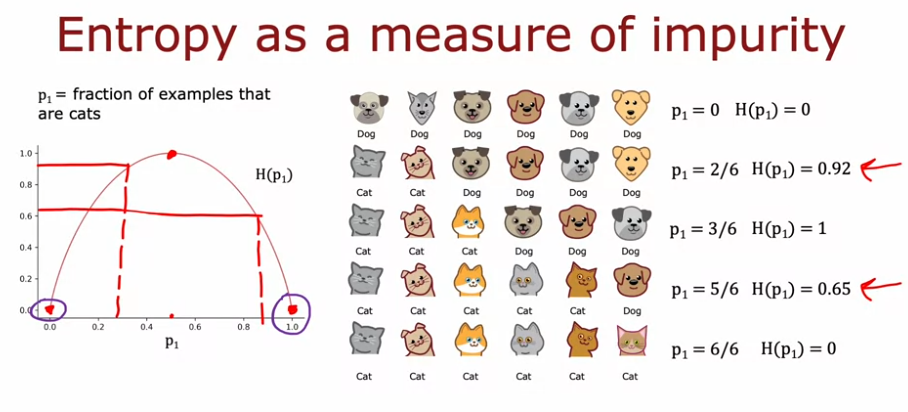 Entropy as a measure of impurity
p₁ = fraction of examples that
are cats
1.0
0.8
0.6
0.4
0.2
0.0
0.0 0.2 0.4 0.6 0.8 1.0
p₁
H(p₁)
Dog Dog Dog Dog Dog Dog
p₁ = 0 H(p₁) = 0
Cat Cat Dog Dog Dog Dog
p₁ = 2/6 H(p₁) = 0.92
Cat Cat Cat Dog Dog Dog
p₁ = 3/6 H(p₁) = 1
Cat Cat Cat Cat Cat Dog
p₁ = 5/6 H(p₁) = 0.65
Cat Cat Cat Cat Cat Cat
p₁ = 6/6 H(p₁) = 0